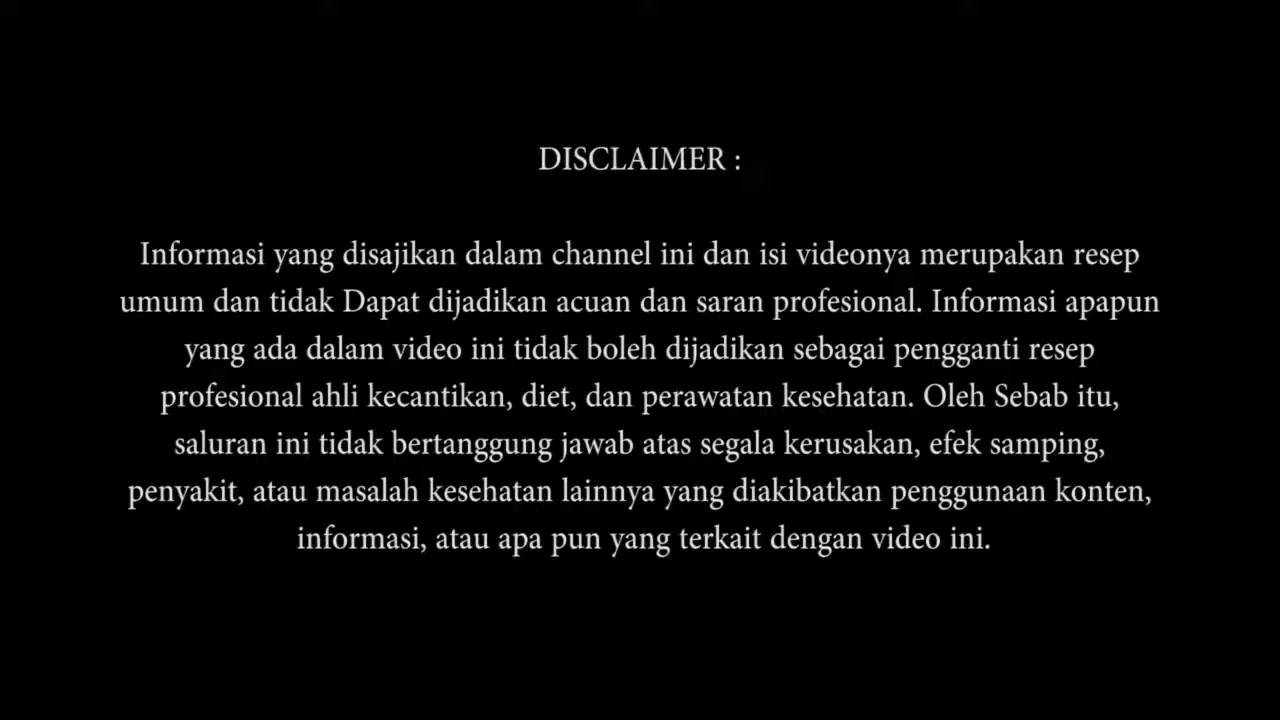 DISCLAIMER :
Informasi yang disajikan dalam channel ini dan isi videonya merupakan resep
umum dan tidak Dapat dijadikan acuan dan saran profesional. Informasi apapun
yang ada dalam video ini tidak boleh dijadikan sebagai pengganti resep
profesional ahli kecantikan, diet, dan perawatan kesehatan. Oleh Sebab itu,
saluran ini tidak bertanggung jawab atas segala kerusakan, efek samping,
penyakit, atau masalah kesehatan lainnya yang diakibatkan penggunaan konten,
informasi, atau apa pun yang terkait dengan video ini.